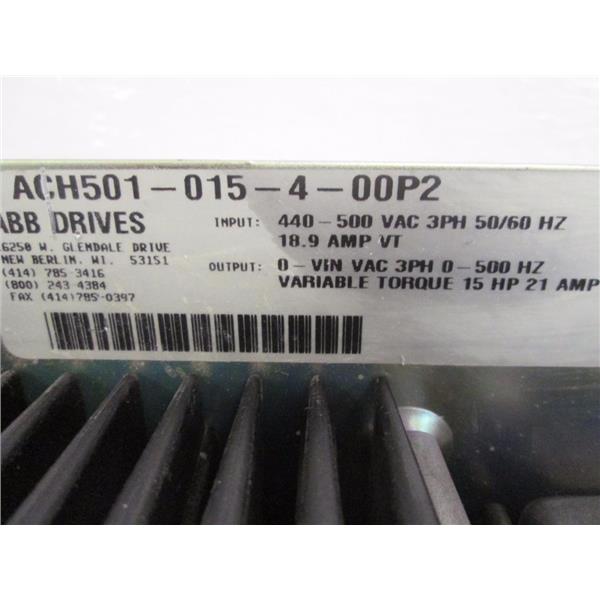 ACH501-015-4-00P2
ABB DRIVES
16250 W. GLENDALE DRIVE
NEW BERLIN, WI. 53151
(414) 785 3416
(800) 243 4384
FAX (414)785-0397
INPUT: 440-500 VAC 3PH 50/60 HZ
18.9 AMP VT
OUTPUT: 0 - VIN VAC 3PH 0-500 HZ
VARIABLE TORQUE 15 HP 21 AMP